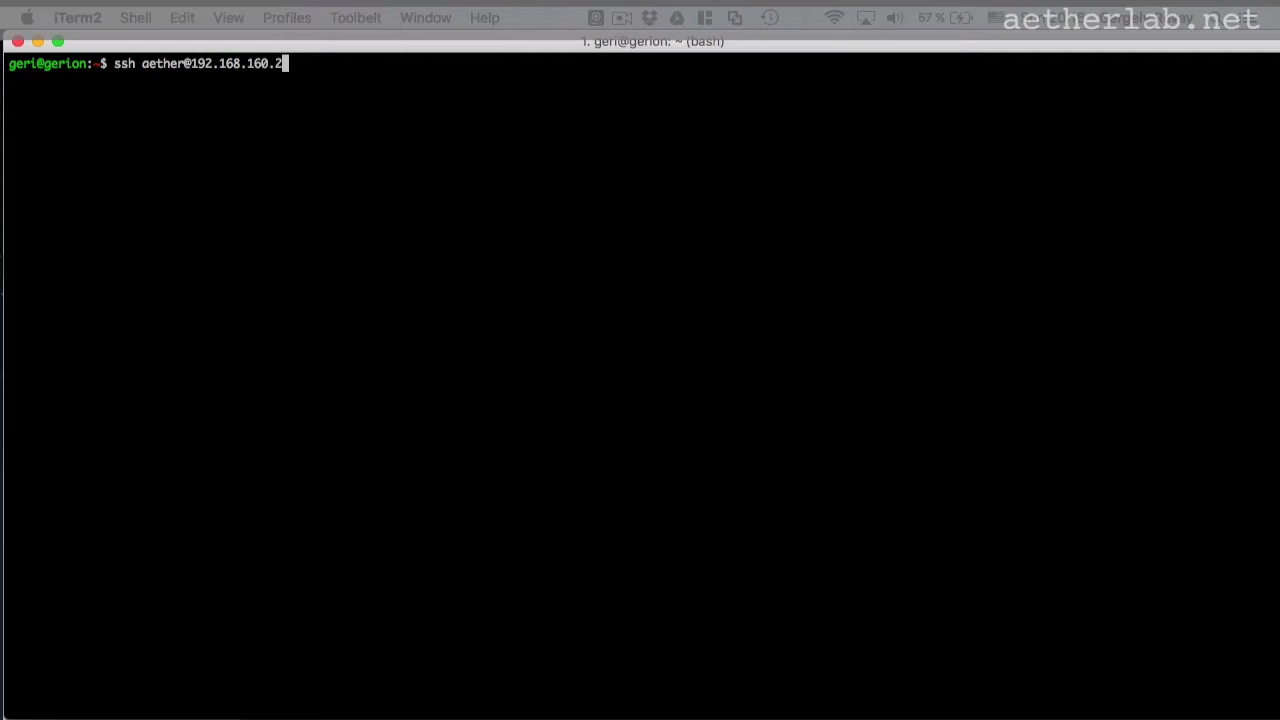 iTerm2 Shell Edit View Profiles Toolbelt Window Help 57 %
aetherlab.net
1. geri@gerion: ~ (bash)
geri@gerion:~$ ssh aether@192.168.160.2